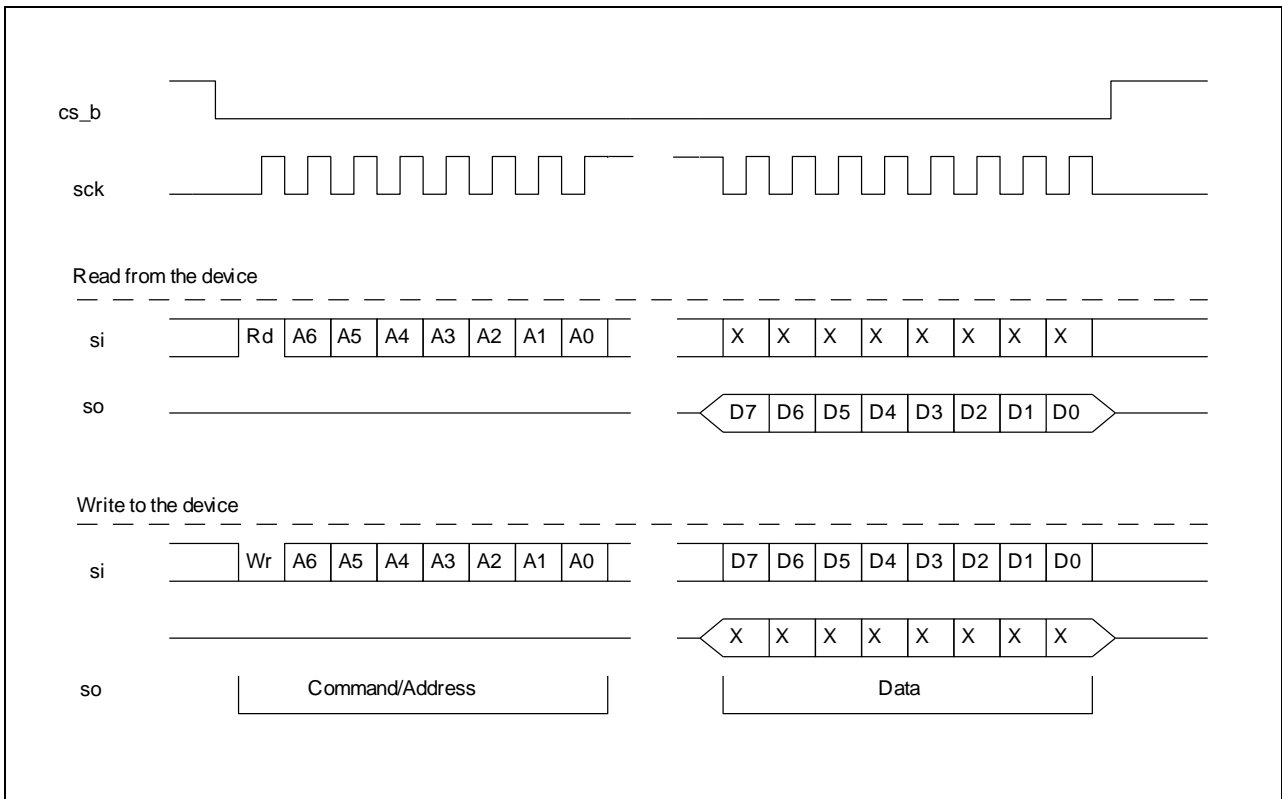 cs_b
sck
Read from the device
si Rd A6 A5 A4 A3 A2 A1 A0 X X X X X X X X
so D7 D6 D5 D4 D3 D2 D1 D0
Write to the device
si Wr A6 A5 A4 A3 A2 A1 A0 D7 D6 D5 D4 D3 D2 D1 D0
X X X X X X X X
so Command/Address Data